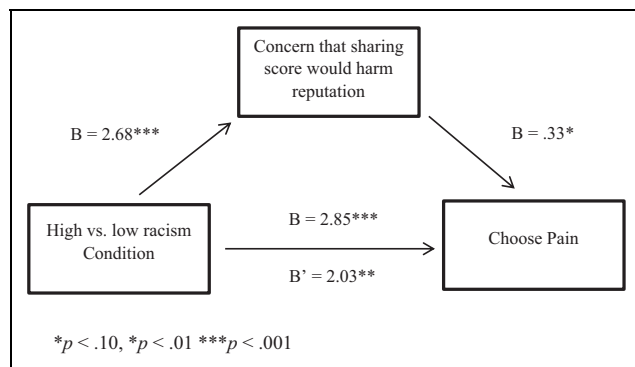 Concern that sharing
score would harm
reputation
B = 2.68***
B = .33*
High vs. low racism
Condition
B = 2.85***
B’ = 2.03**
Choose Pain
*p < .10, *p < .01 ***p < .001